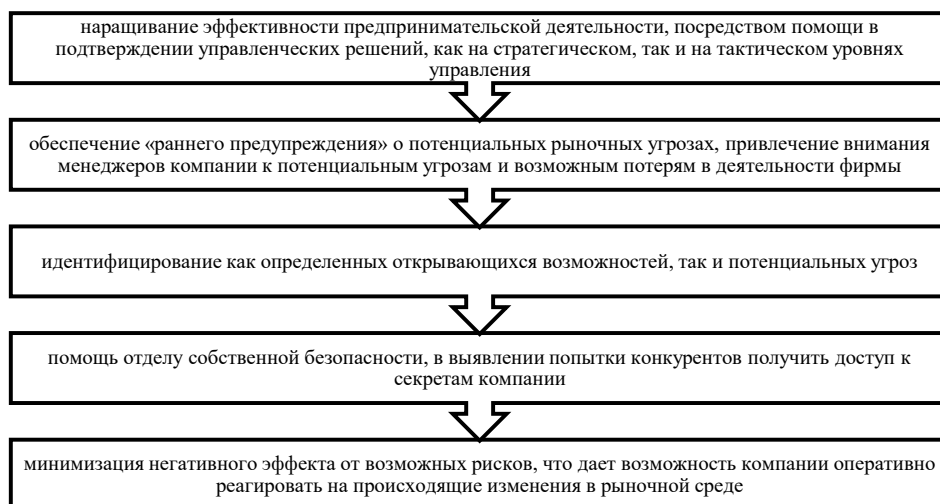 наращивание эффективности предпринимательской деятельности, посредством помощи в
подтверждении управленческих решений, как на стратегическом, так и на тактическом уровнях
управления
обеспечение «раннего предупреждения» о потенциальных рыночных угрозах, привлечение внимания
менеджеров компании к потенциальным угрозам и возможным потерям в деятельности фирмы
идентифицирование как определенных открывающихся возможностей, так и потенциальных угроз
помощь отделу собственной безопасности, в выявлении попытки конкурентов получить доступ к
секретам компании
минимизация негативного эффекта от возможных рисков, что дает возможность компании оперативно
реагировать на происходящие изменения в рыночной среде